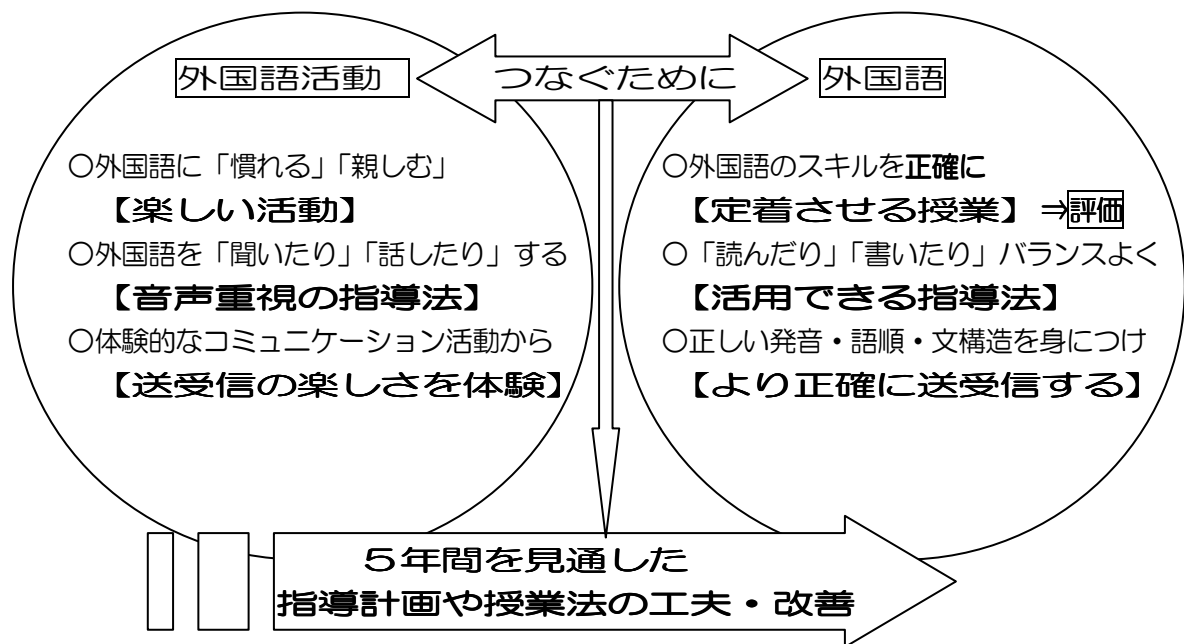 外国語活動
つなぐために
外国語
○外国語に「慣れる」「親しむ」
【楽しい活動】
○外国語を「聞いたり」「話したり」する
【音声重視の指導法】
○体験的なコミュニケーション活動から
【送受信の楽しさを体験】
○外国語のスキルを正確に
【定着させる授業】⇒評価
○「読んだり」「書いたり」バランスよく
【活用できる指導法】
○正しい発音・語順・文構造を身につけ
【より正確に送受信する】
5年間を見通した
指導計画や授業法の工夫・改善